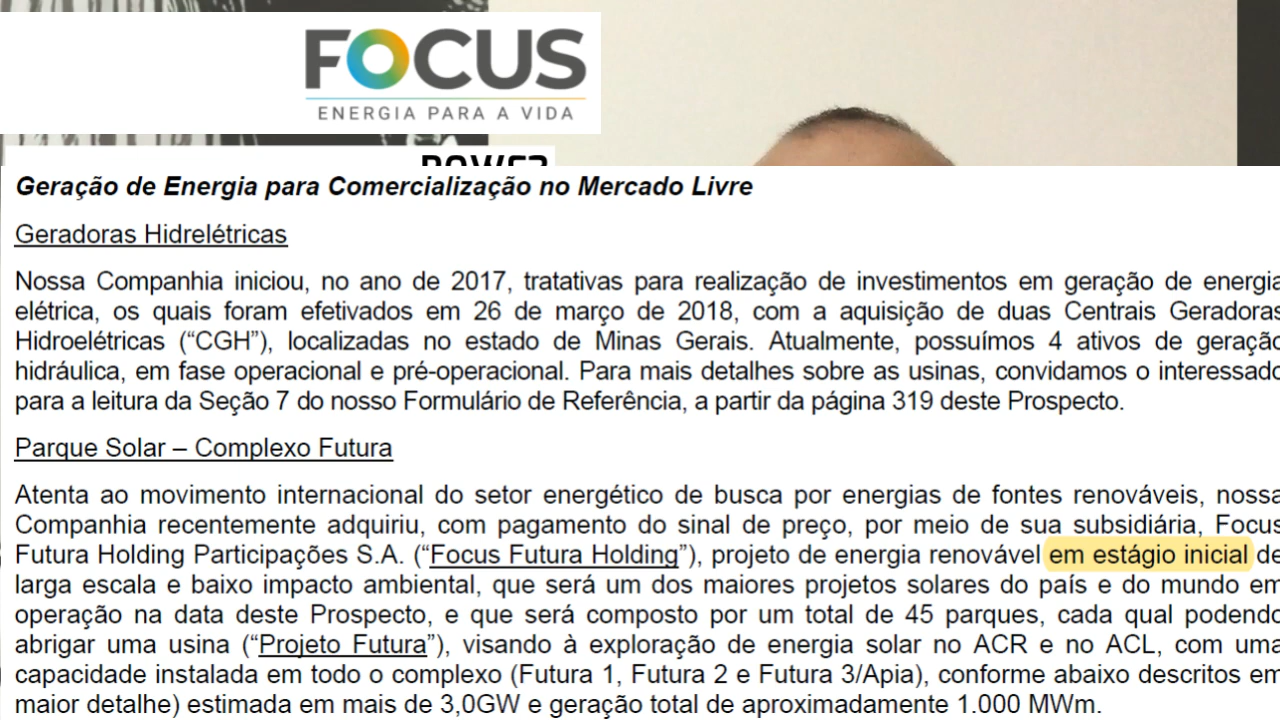 FOCUS
ENERGIA PARA A VIDA
Geração de Energia para Comercialização no Mercado Livre
Geradoras Hidrelétricas
Nossa Companhia iniciou, no ano de 2017, tratativas para realização de investimentos em geração de energia
elétrica, os quais foram efetivados em 26 de março de 2018, com a aquisição de duas Centrais Geradoras
Hidroelétricas (“CGH”), localizadas no estado de Minas Gerais. Atualmente, possuímos 4 ativos de geração
hidráulica, em fase operacional e pré-operacional. Para mais detalhes sobre as usinas, convidamos o interessado
para a leitura da Seção 7 do nosso Formulário de Referência, a partir da página 319 deste Prospecto.
Parque Solar – Complexo Futura
Atenta ao movimento internacional do setor energético de busca por energias de fontes renováveis, nossa
Companhia recentemente adquiriu, com pagamento do sinal de preço, por meio de sua subsidiária, Focus
Futura Holding Participações S.A. (“Focus Futura Holding”), projeto de energia renovável em estágio inicial de
larga escala e baixo impacto ambiental, que será um dos maiores projetos solares do país e do mundo em
operação na data deste Prospecto, e que será composto por um total de 45 parques, cada qual podendo
abrigar uma usina (“Projeto Futura”), visando à exploração de energia solar no ACR e no ACL, com uma
capacidade instalada em todo o complexo (Futura 1, Futura 2 e Futura 3/Apia), conforme abaixo descritos em
maior detalhe) estimada em mais de 3,0GW e geração total de aproximadamente 1.000 MWm.